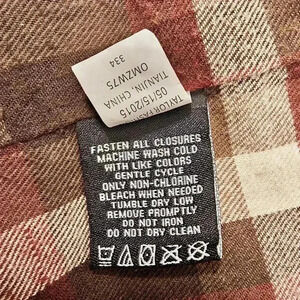 334
OMZW75
TIANJIN, CHINA
05/15/2015
FASTEN ALL CLOSURES
MACHINE WASH COLD
WITH LIKE COLORS
GENTLE CYCLE
ONLY NON-CHLORINE
BLEACH WHEN NEEDED
TUMBLE DRY LOW
REMOVE PROMPTLY
DO NOT IRON
DO NOT DRY CLEAN